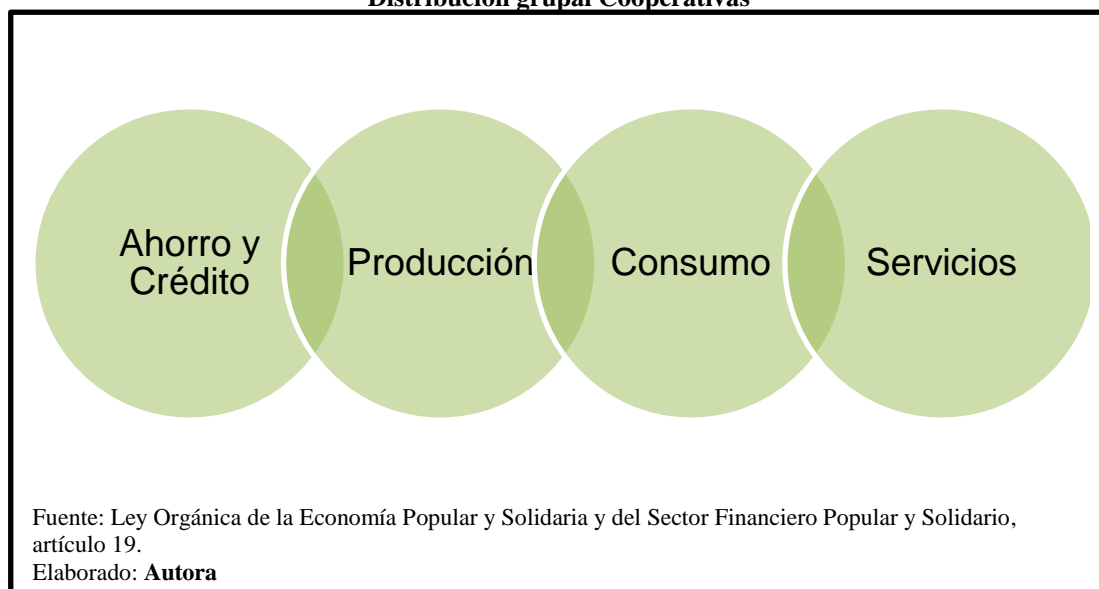 Distribución grupal Cooperativas
Ahorro y
Crédito
Producción
Consumo
Servicios
Fuente: Ley Orgánica de la Economía Popular y Solidaria y del Sector Financiero Popular y Solidario,
artículo 19.
Elaborado: Autora